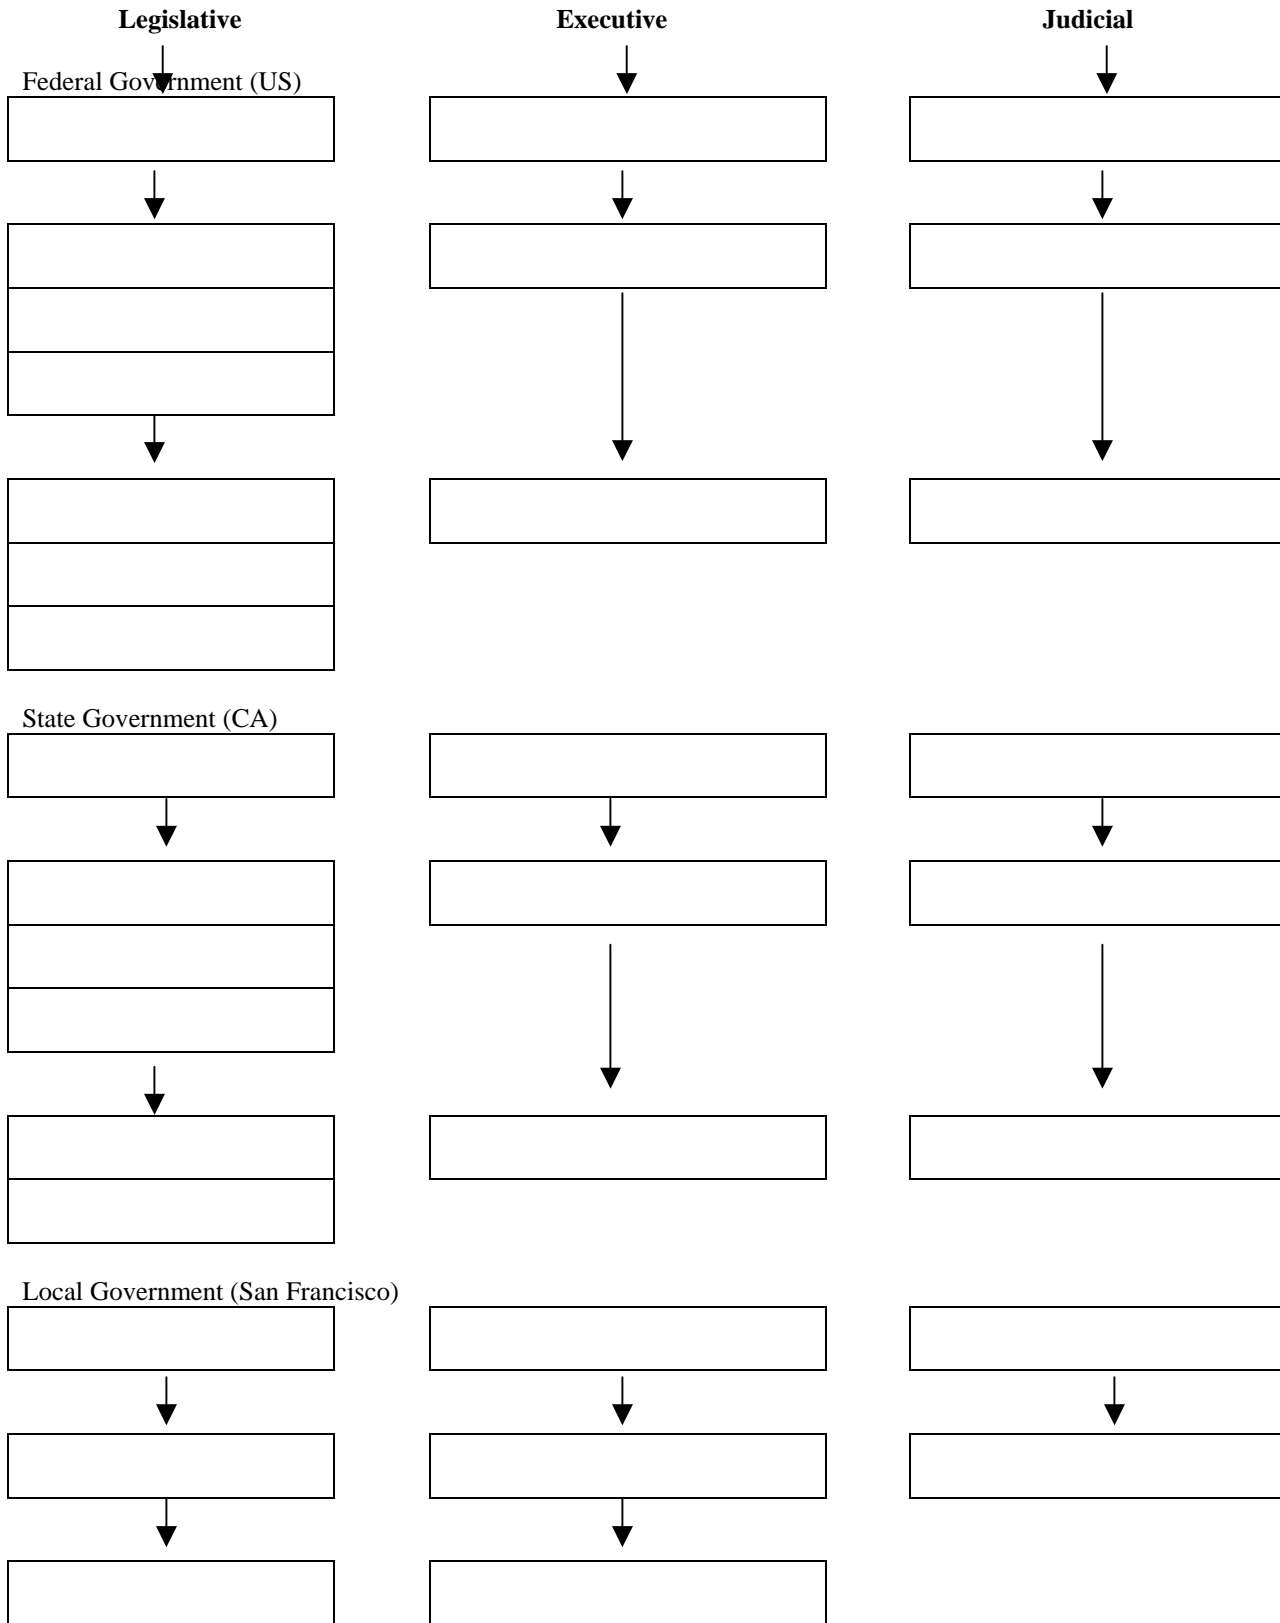 Legislative Executive Judicial
Federal Government (US)
State Government (CA)
Local Government (San Francisco)